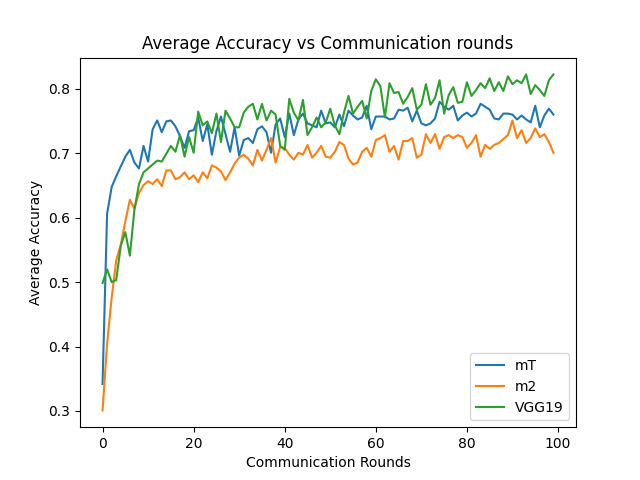 Average Accuracy vs Communication rounds
Average Accuracy
0.8
0.7
0.6
0.5
0.4
0.3
0 20 40 60 80 100
Communication Rounds
mT
m2
VGG19